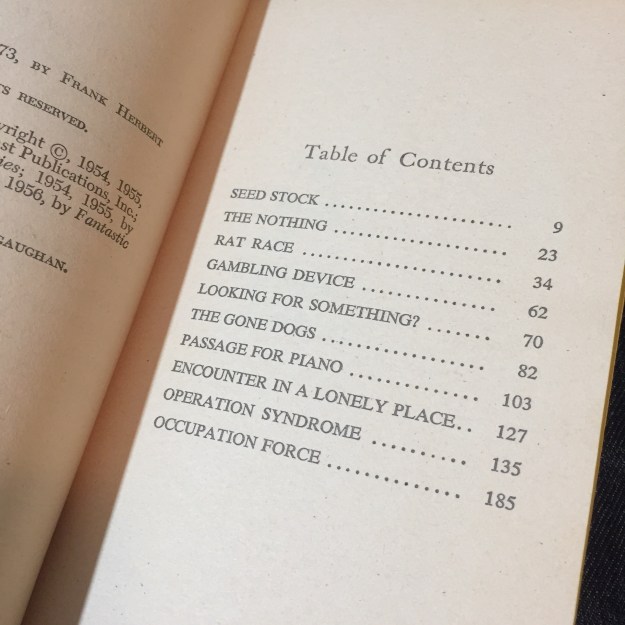 73, BY FRANK HERBERT
TS RESERVED.
yright ©, 1954, 1955,
st Publications, Inc.;
ies; 1954, 1955, by
1956, by Fantastic
GAUGHAN.
Table of Contents
SEED STOCK .................... 9
THE NOTHING .................... 23
RAT RACE .................... 34
GAMBLING DEVICE .................... 62
LOOKING FOR SOMETHING? ....... 70
THE GONE DOGS .................... 82
PASSAGE FOR PIANO .................... 103
ENCOUNTER IN A LONELY PLACE.. 127
OPERATION SYNDROME .......... 135
OCCUPATION FORCE .............. 185